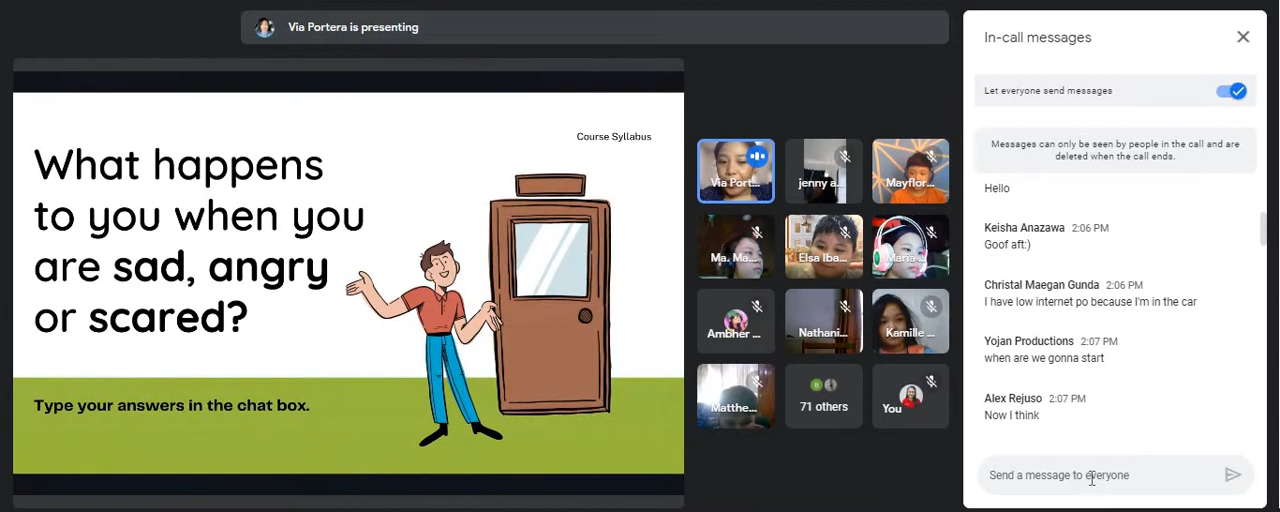 Via Portera is presenting
Course Syllabus
What happens
to you when you
are sad, angry
or scared?
Type your answers in the chat box.
Via Port...
jenny a...
Mayflor...
Ma. Ma...
Elsa Iba...
Maria ...
Ambher ...
Nathani...
Kamille ...
Matthe...
71 others
You
In-call messages
Let everyone send messages
Messages can only be seen by people in the call and are
deleted when the call ends.
Hello
Keisha Anazawa 2:06 PM
Goof aft:)
Christal Maegan Gunda 2:06 PM
I have low internet po because I'm in the car
Yojan Productions 2:07 PM
when are we gonna start
Alex Rejuso 2:07 PM
Now I think
Send a message to everyone